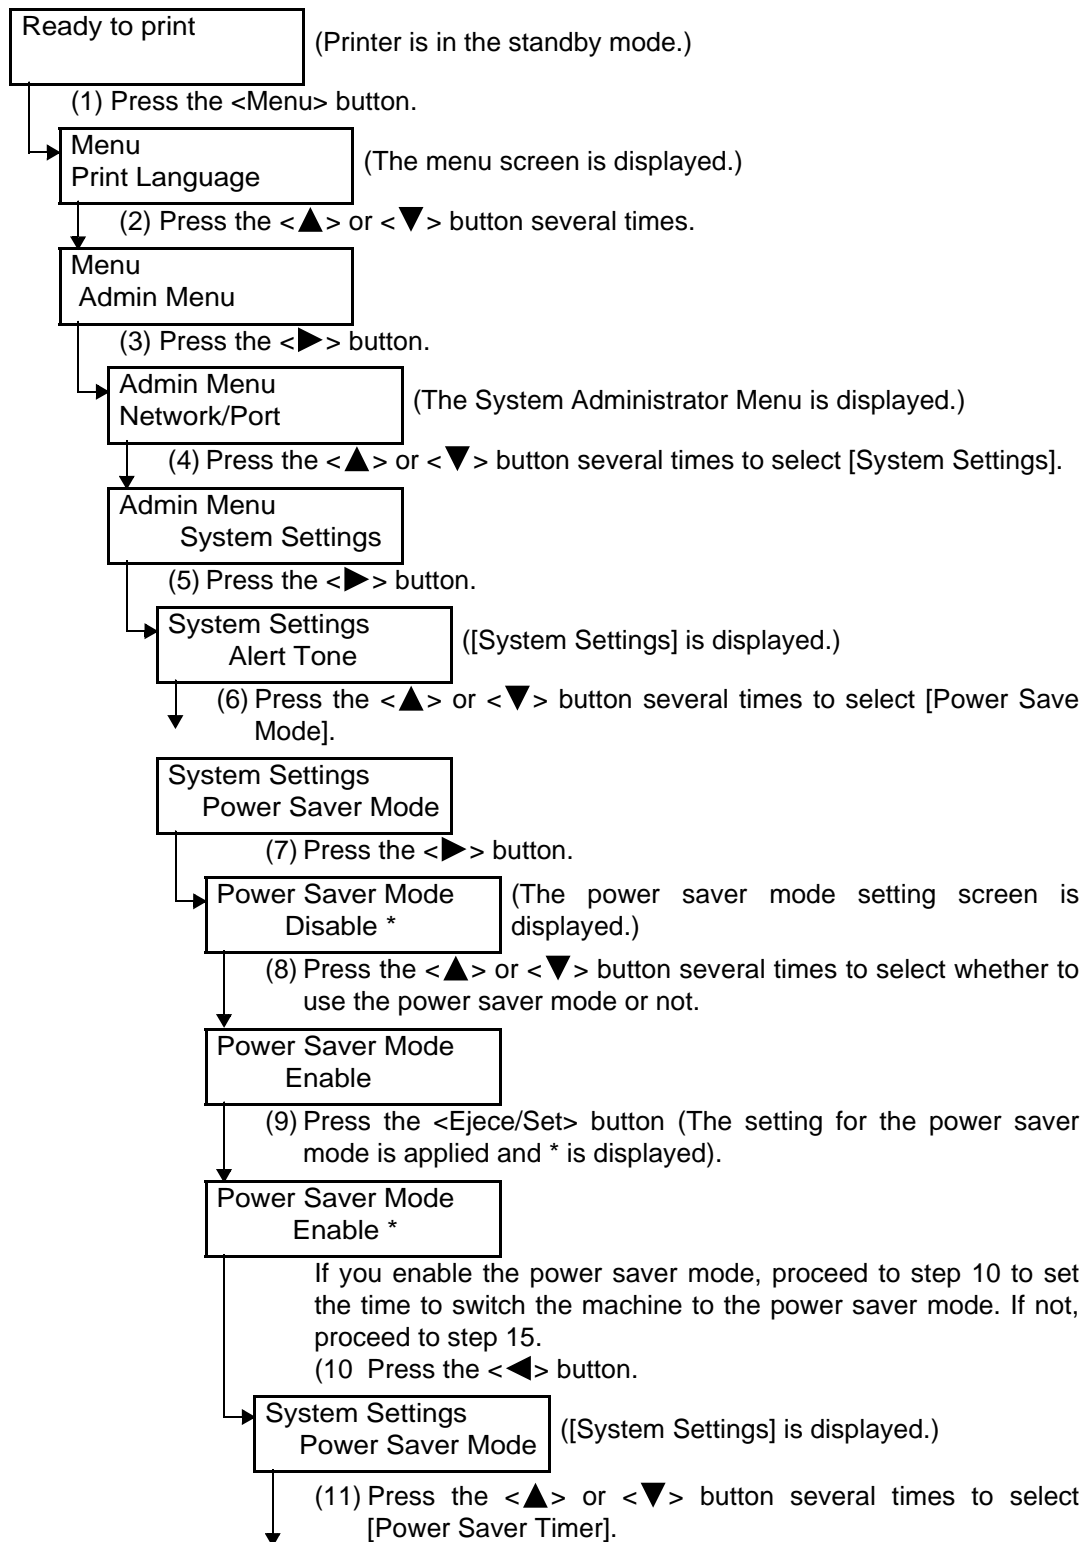 Ready to print
(Printer is in the standby mode.)
(1) Press the <Menu> button.
Menu
Print Language
(The menu screen is displayed.)
(2) Press the <▲> or <▼> button several times.
Menu
Admin Menu
(3) Press the <▶> button.
Admin Menu
Network/Port
(The System Administrator Menu is displayed.)
(4) Press the <▲> or <▼> button several times to select [System Settings].
Admin Menu
System Settings
(5) Press the <▶> button.
System Settings
Alert Tone
([System Settings] is displayed.)
(6) Press the <▲> or <▼> button several times to select [Power Save
Mode].
System Settings
Power Saver Mode
(7) Press the <▶> button.
Power Saver Mode
Disable *
(The power saver mode setting screen is
displayed.)
(8) Press the <▲> or <▼> button several times to select whether to
use the power saver mode or not.
Power Saver Mode
Enable
(9) Press the <Ejece/Set> button (The setting for the power saver
mode is applied and * is displayed).
Power Saver Mode
Enable *
If you enable the power saver mode, proceed to step 10 to set
the time to switch the machine to the power saver mode. If not,
proceed to step 15.
(10 Press the <◀> button.
System Settings
Power Saver Mode
([System Settings] is displayed.)
(11) Press the <▲> or <▼> button several times to select
[Power Saver Timer].